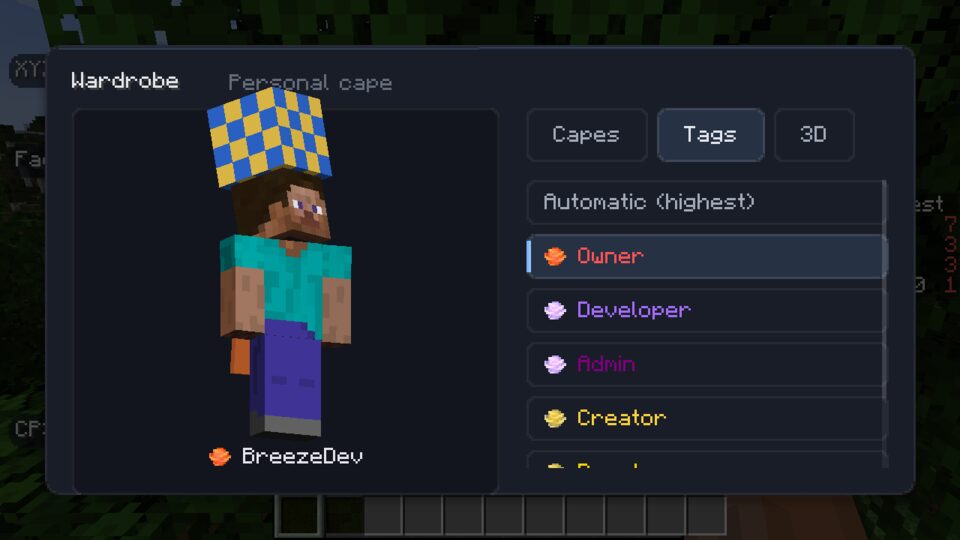 Wardrobe
Personal cape
Capes
Tags
3D
Automatic (highest)
Owner
Developer
Admin
Creator
BreezeDev